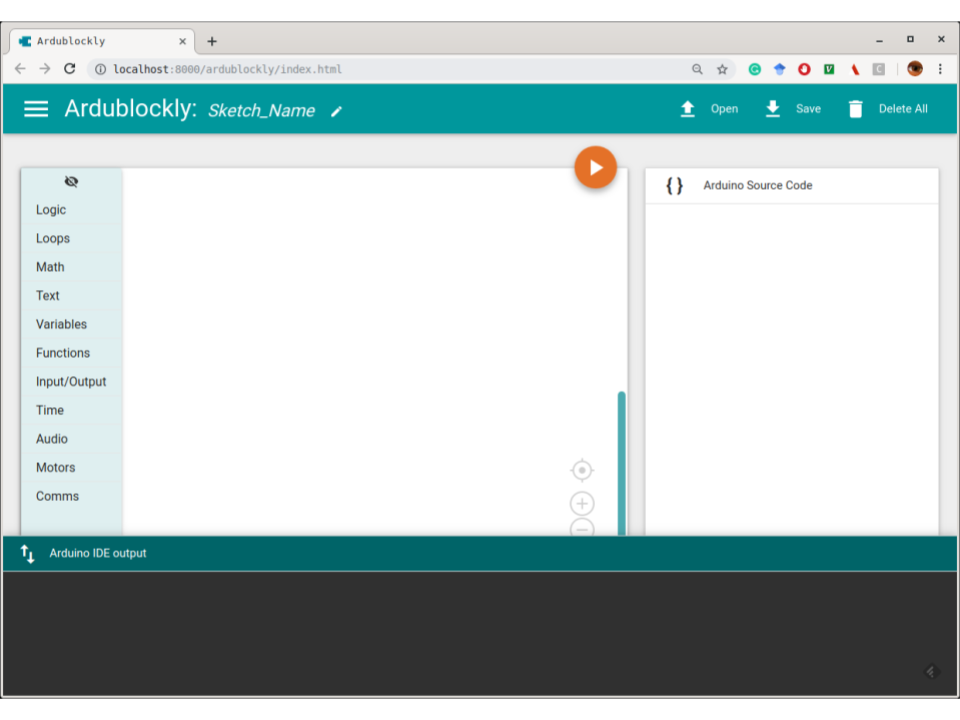 Ardublockly
localhost:8000/ardublockly/index.html
Ardublockly: Sketch_Name
Open
Save
Delete All
Logic
Loops
Math
Text
Variables
Functions
Input/Output
Time
Audio
Motors
Comms
{ } Arduino Source Code
Arduino IDE output